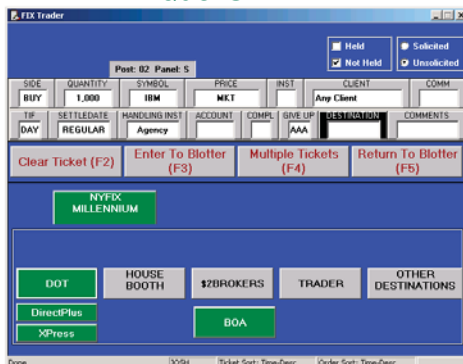 FIX Trader
Held
Solicited
Post: 02 Panel: S
Not Held
Unsolicited
SIDE QUANTITY SYMBOL PRICE INST CLIENT COMM
BUY 1,000 IBM MKT Any Client
TIF SETTLEDATE HANDLING INST ACCOUNT COMPL GIVE UP DESTINATION COMMENTS
DAY REGULAR Agency AAA
Clear Ticket (F2) Enter To Blotter (F3) Multiple Tickets (F4) Return To Blotter (F5)
NYFIX
MILLENNIUM
DOT HOUSE BOOTH $2BROKERS TRADER OTHER DESTINATIONS
DirectPlus
BOA
XPress
Done Ticket Sort: Time-Desc Order Sort: Time-Desc